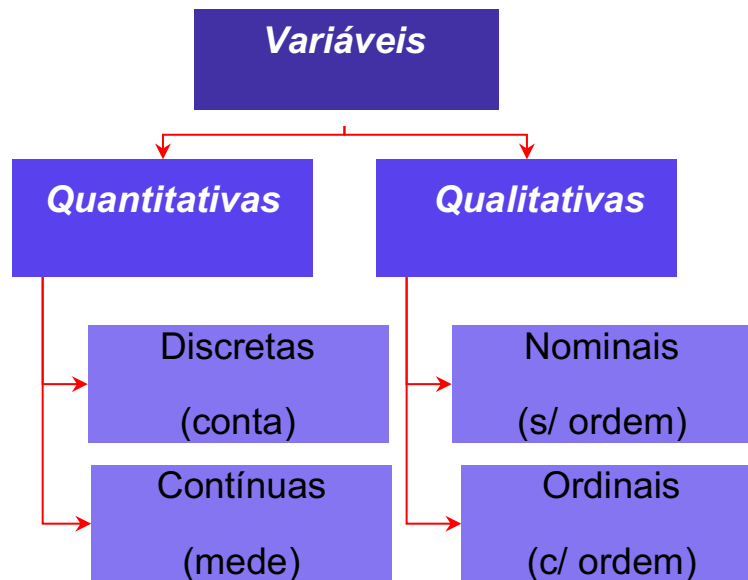 Variáveis
Quantitativas
Qualitativas
Discretas
(conta)
Nominais
(s/ ordem)
Contínuas
(mede)
Ordinais
(c/ ordem)